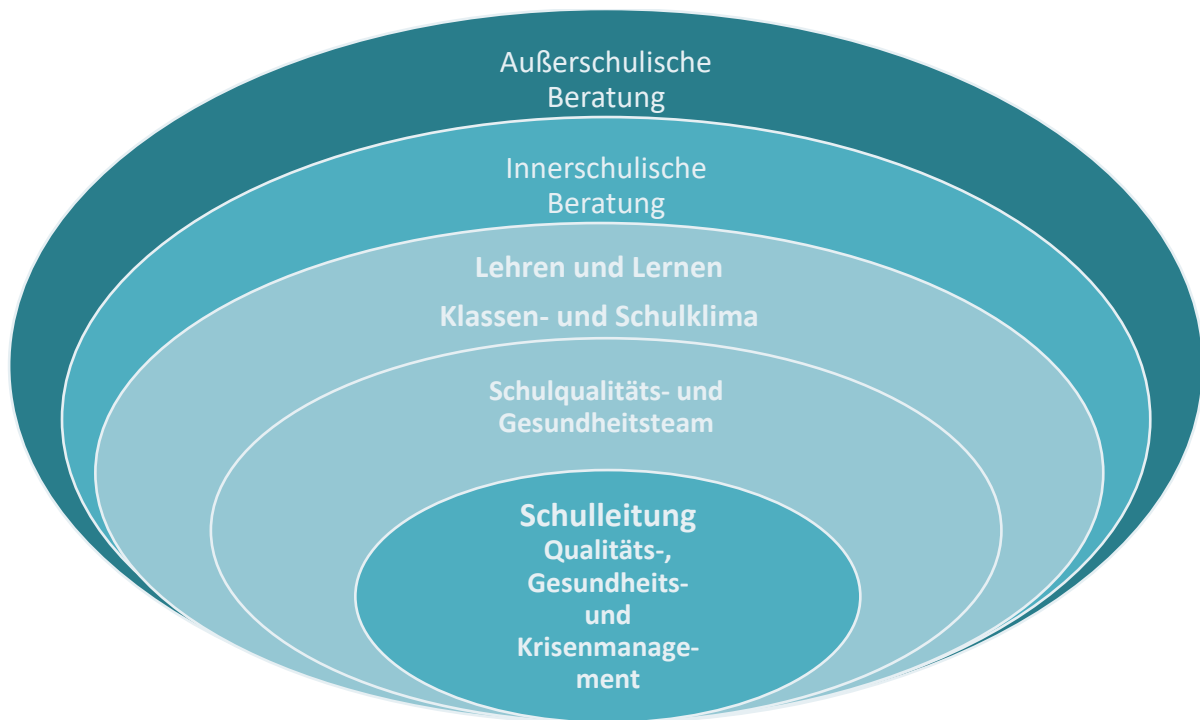 Außerschulische
Beratung
Innerschulische
Beratung
Lehren und Lernen
Klassen- und Schulklima
Schulqualitäts- und
Gesundheitsteam
Schulleitung
Qualitäts-,
Gesundheits-
und
Krisenmanage-
ment